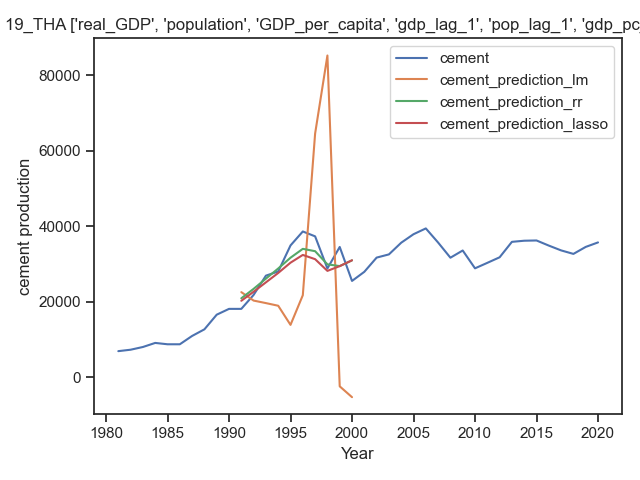 19_THA ['real_GDP', 'population', 'GDP_per_capita', 'gdp_lag_1', 'pop_lag_1', 'gdp_pc
cement
cement_prediction_lm
cement_prediction_rr
cement_prediction_lasso
cement production
80000
60000
40000
20000
0
1980 1985 1990 1995 2000 2005 2010 2015 2020
Year